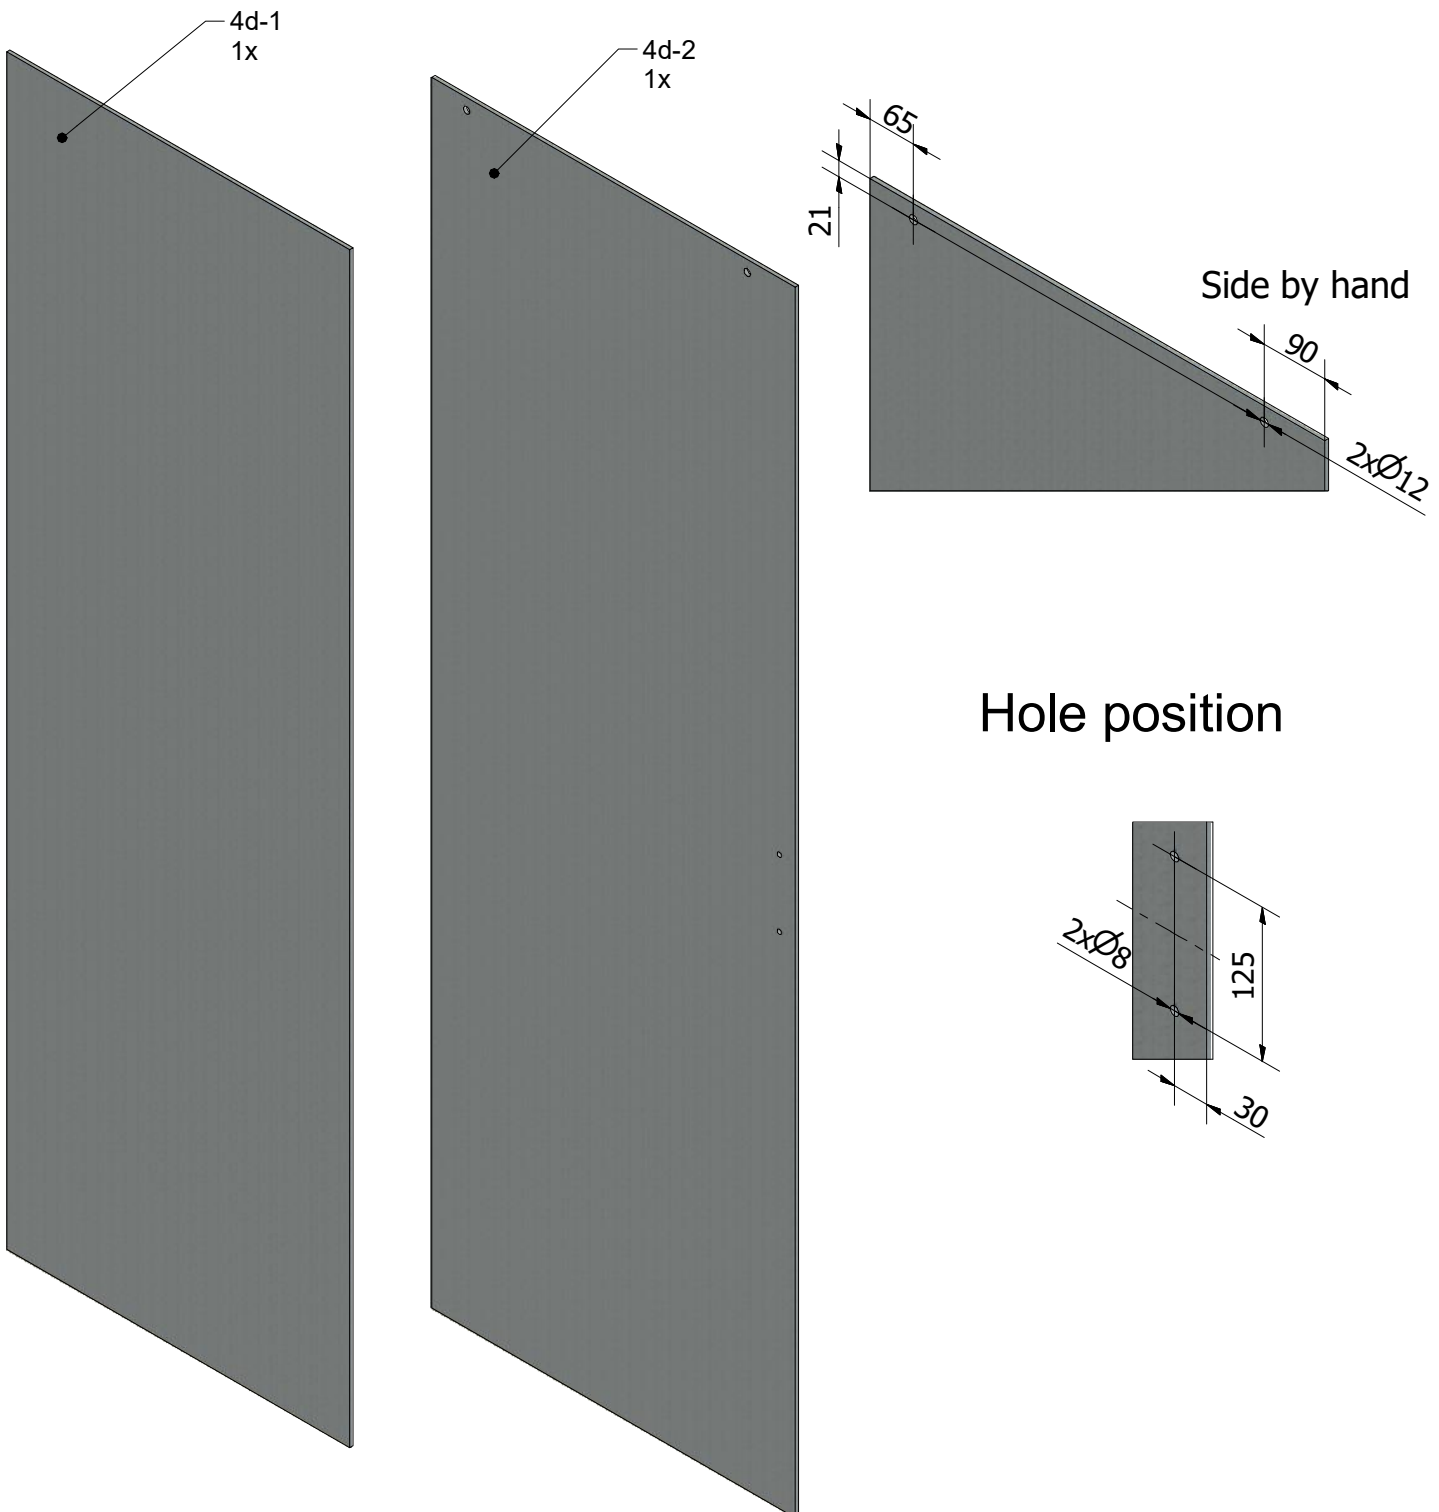 4d-1
1x
4d-2
1x
65
21
Side by hand
90
2xØ12
Hole position
2xØ8
125
30